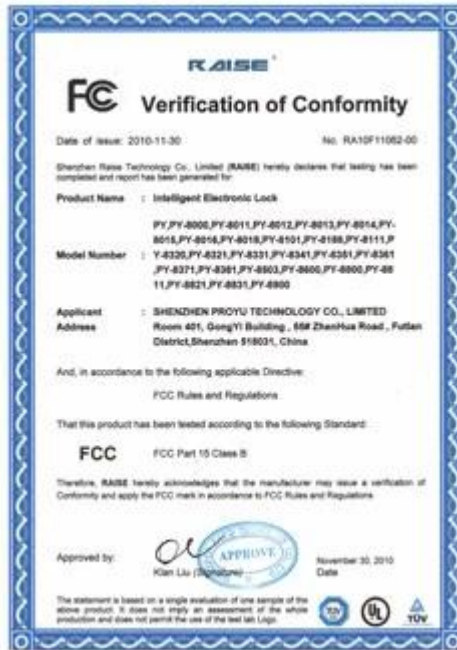 RAISE
FC Verification of Conformity
Date of issue: 2010-11-30 No. RA10F11062-00
Shenzhen Raise Technology Co., Limited (RAISE) hereby declares that testing has been
completed and report has been generated for
Product Name : Intelligent Electronic Lock
PY,PY-8000,PY-8011,PY-8012,PY-8013,PY-8014,PY-
8015,PY-8016,PY-8018,PY-8101,PY-8188,PY-8111,P
Model Number : Y-8320,PY-8321,PY-8331,PY-8341,PY-8351,PY-8361
,PY-8371,PY-8381,PY-8503,PY-8600,PY-8800,PY-88
11,PY-8821,PY-8831,PY-8900
Applicant : SHENZHEN PROYU TECHNOLOGY CO., LIMITED
Address Room 401, GongYi Building , 68# ZhenHua Road , Futian
District,Shenzhen 518031, China
And, in accordance to the following applicable Directive:
FCC Rules and Regulations
That this product has been tested according to the following Standard:
FCC FCC Part 15 Class B
Therefore, RAISE hereby acknowledges that the manufacturer may issue a verification of
Conformity and apply the FCC mark in accordance to FCC Rules and Regulations.
Approved by:
APPROVE
Kian Liu (Signature)
November 30, 2010
Date
The statement is based on a single evaluation of one sample of the
above product. It does not imply an assessment of the whole
production and does not permit the use of the test lab Logo.
TUV UL TÜV